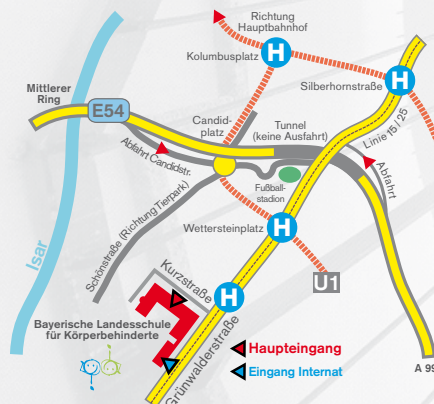 Richtung
Hauptbahnhof
Kolumbusplatz
H
H
Silberhornstraße
Mittlerer
Ring
E54
Candid-
platz
Tunnel
(keine Ausfahrt)
Linie 15 / 25
Abfahrt Candidstr.
Abfahrt
Fußball-
stadion
Schönstraße (Richtung Tierpark)
Wettersteinplatz
H
Isar
Kurzstraße
U1
H
Bayerische Landesschule
für Körperbehinderte
Grünwalderstraße
Haupteingang
Eingang Internat
A 99